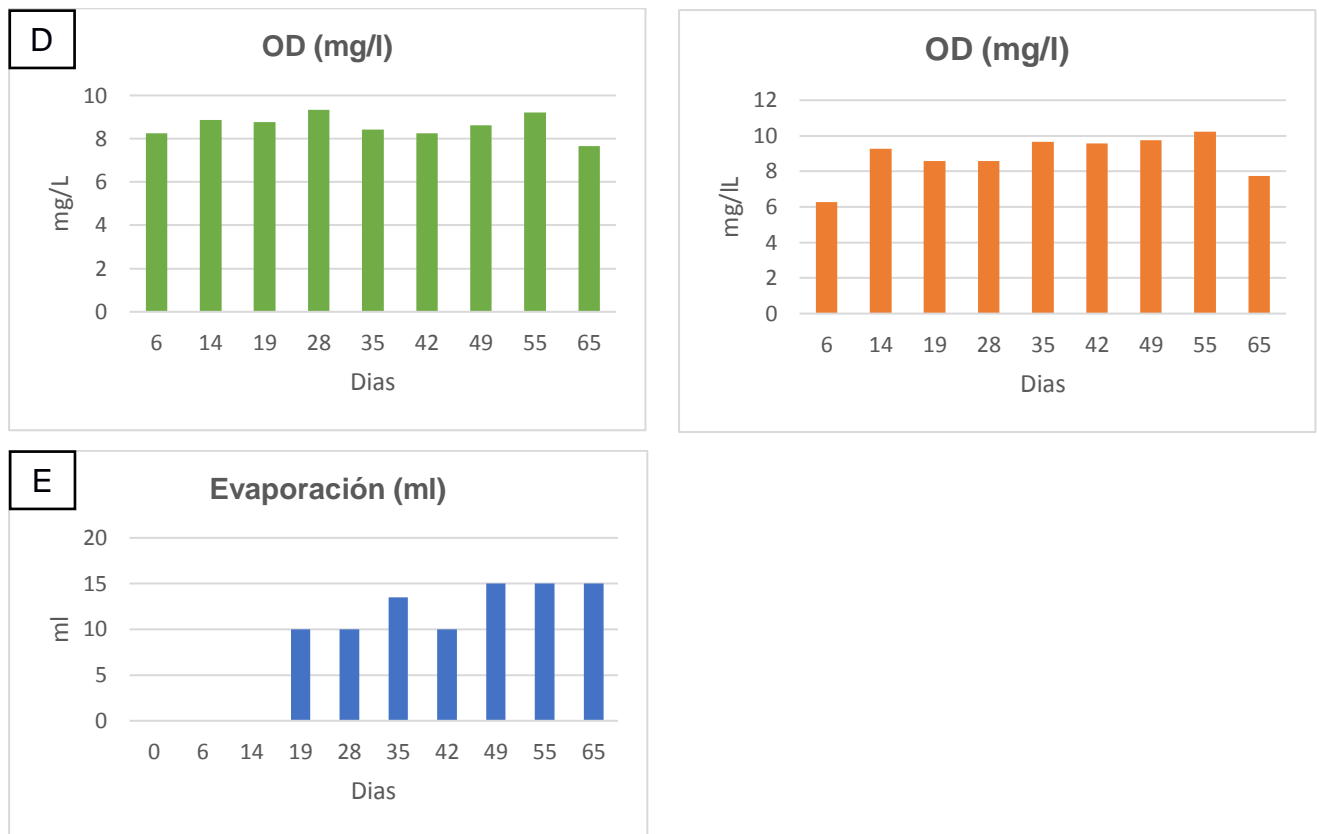 D
OD (mg/l)
10
8
6
4
2
0
mg/L
6 14 19 28 35 42 49 55 65
Dias
OD (mg/l)
12
10
8
6
4
2
0
mg/lL
6 14 19 28 35 42 49 55 65
Dias
E
Evaporación (ml)
20
15
10
5
0
ml
0 6 14 19 28 35 42 49 55 65
Dias